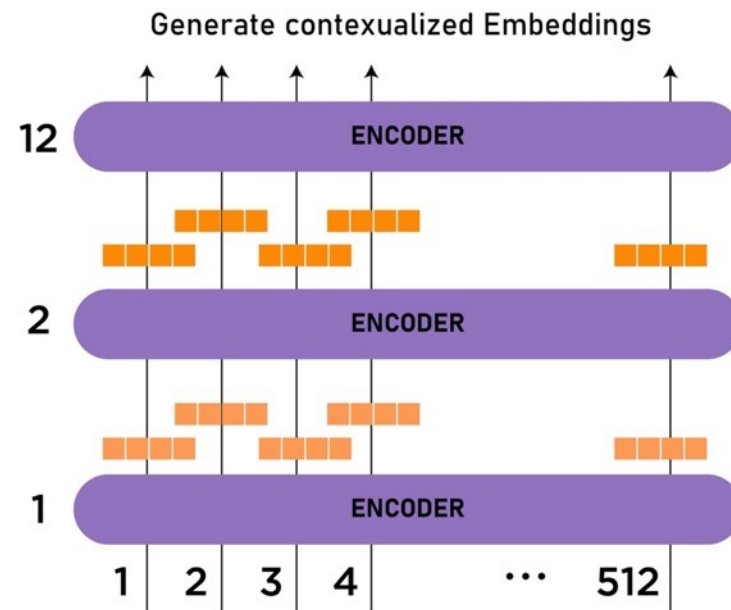 Generate contexualized Embeddings
12 ENCODER
2 ENCODER
1 ENCODER
1 2 3 4 ... 512